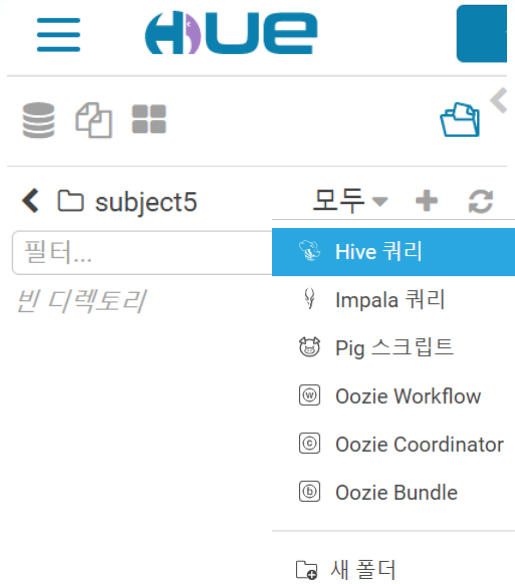 HUE
subject5
모두
필터...
빈 디렉토리
Hive 쿼리
Impala 쿼리
Pig 스크립트
Oozie Workflow
Oozie Coordinator
Oozie Bundle
새 폴더